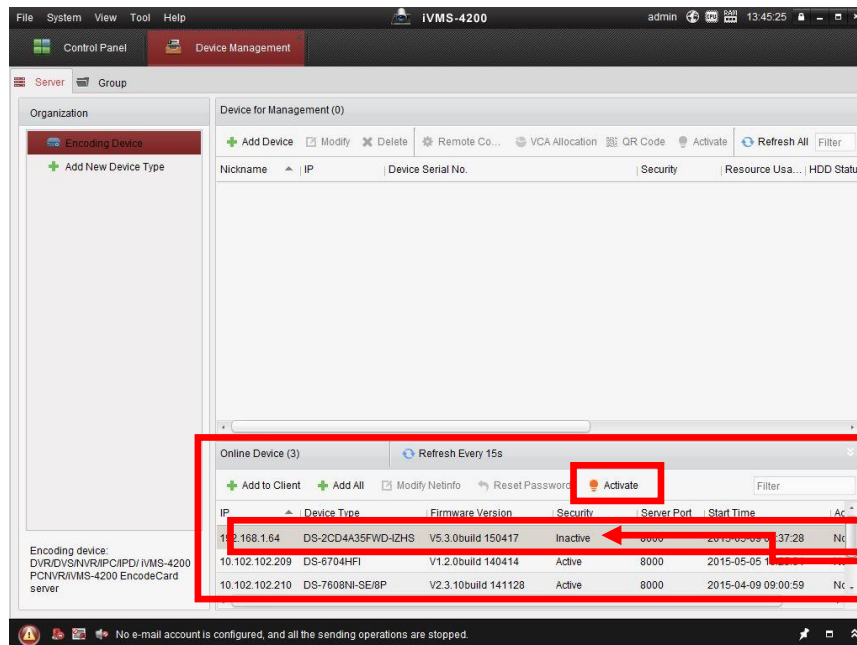 File System View Tool Help iVMS-4200 admin 13:45:25
Control Panel Device Management
Server Group
Organization
Encoding Device
Add New Device Type
Encoding device:
DVR/DVS/NVR/IPC/IPD/ iVMS-4200
PCNVR/iVMS-4200 EncodeCard
server
Device for Management (0)
Add Device Modify Delete Remote Co... VCA Allocation QR Code Activate Refresh All Filter
Nickname IP Device Serial No. Security Resource Usa... HDD Statu
Online Device (3) Refresh Every 15s
Add to Client Add All Modify Netinfo Reset Password Activate Filter
IP Device Type Firmware Version Security Server Port Start Time
192.168.1.64 DS-2CD4A35FWD-IZHS V5.3.0build 150417 Inactive 8000
10.102.102.209 DS-6704HFI V1.2.0build 140414 Active 8000
10.102.102.210 DS-7608NI-SE/8P V2.3.10build 141128 Active 8000 2015-04-09 09:00:59
No e-mail account is configured, and all the sending operations are stopped.